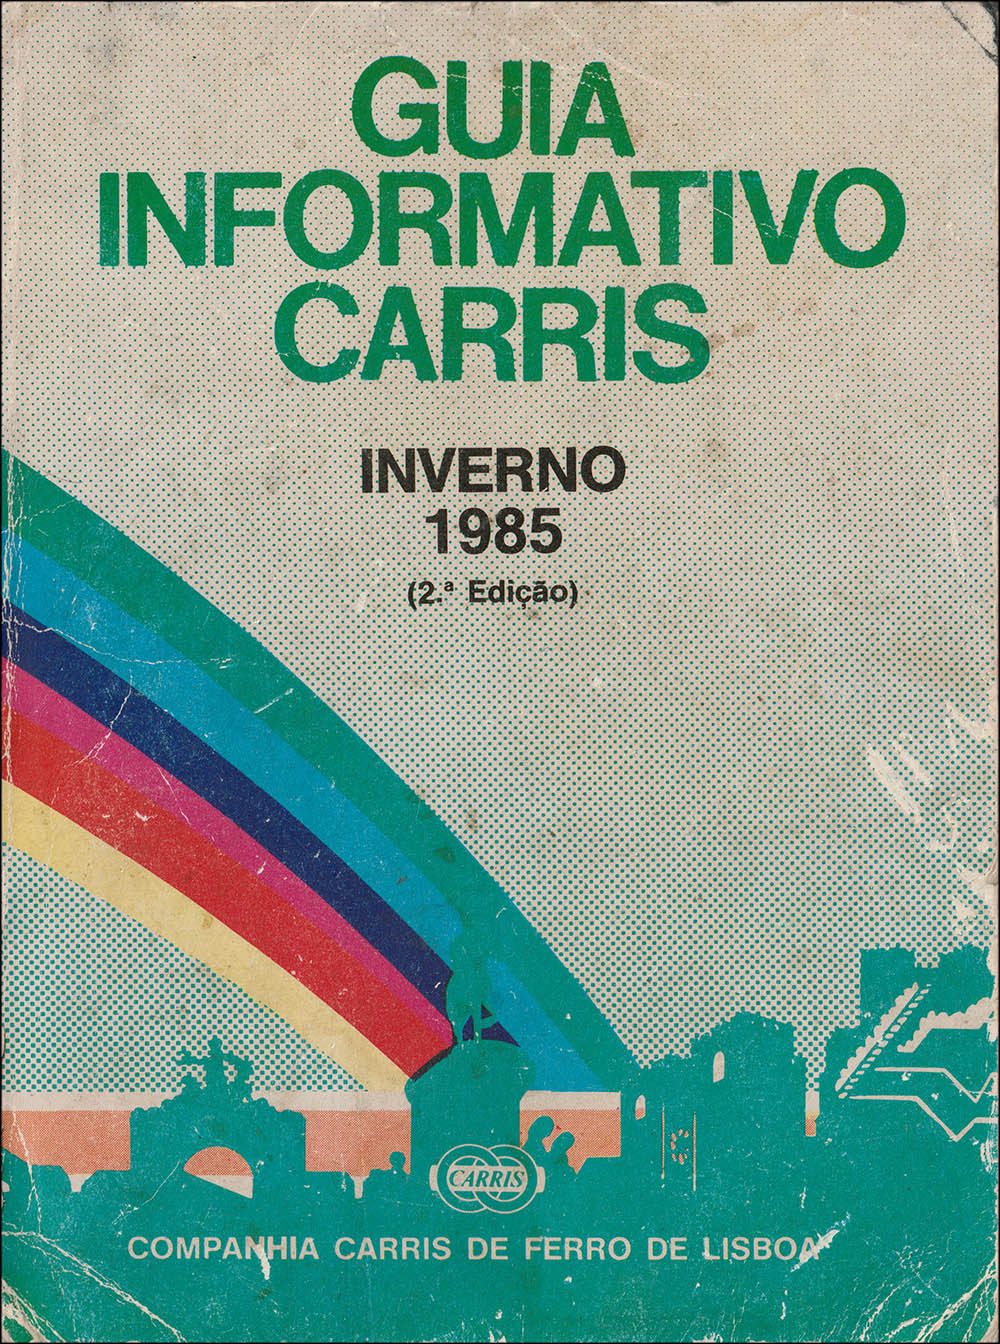 GUIA
INFORMATIVO
CARRIS
INVERNO
1985
(2.ª Edição)
CARRIS
COMPANHIA CARRIS DE FERRO DE LISBOA